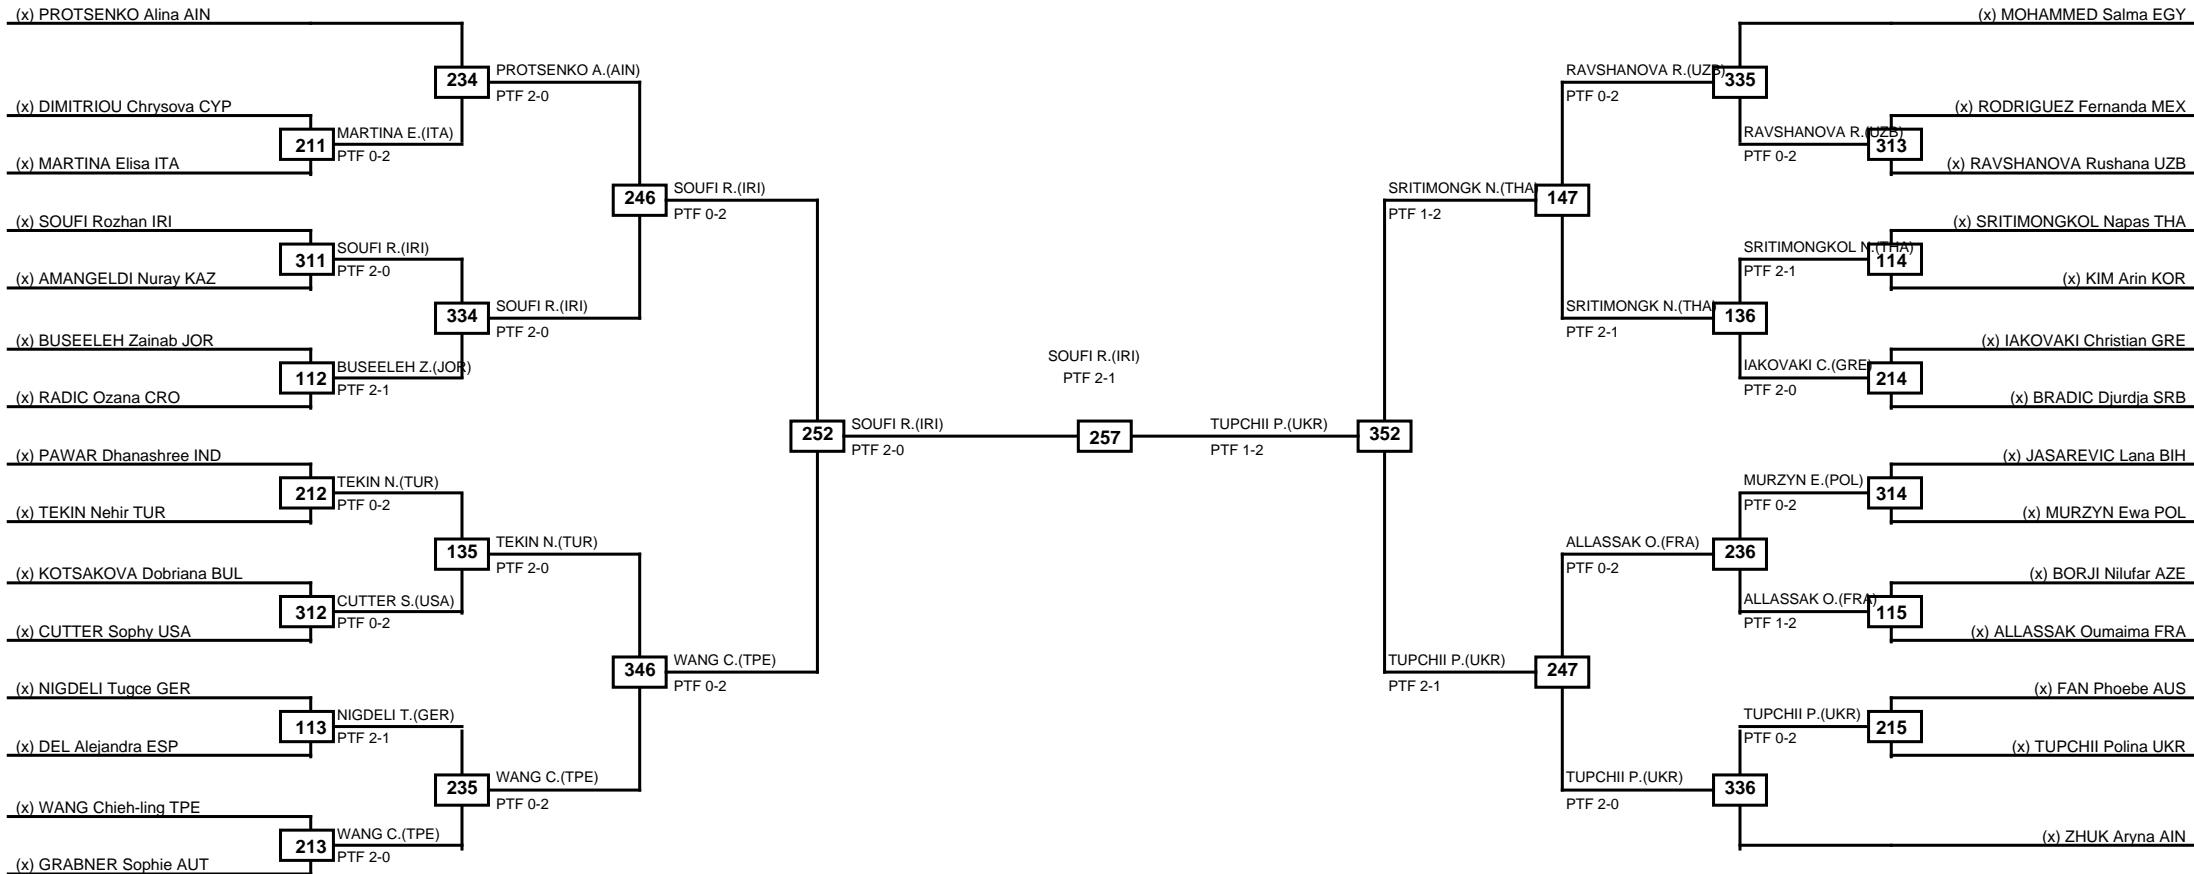 (x) PROTSENKO Alina AIN
(x) DIMITRIOU Chrysova CYP
(x) MARTINA Elisa ITA
(x) SOUFI Rozhan IRI
(x) AMANGELDI Nuray KAZ
(x) BUSEELEH Zainab JOR
(x) RADIC Ozana CRO
(x) PAWAR Dhanashree IND
(x) TEKIN Nehir TUR
(x) KOTSAKOVA Dobriana BUL
(x) CUTTER Sophy USA
(x) NIGDELI Tugce GER
(x) DEL Alejandra ESP
(x) WANG Chieh-ling TPE
(x) GRABNER Sophie AUT
211
MARTINA E.(ITA)
PTF 0-2
311
SOUFI R.(IRI)
PTF 2-0
112
BUSEELEH Z.(JOR)
PTF 2-1
212
TEKIN N.(TUR)
PTF 0-2
312
CUTTER S.(USA)
PTF 0-2
113
NIGDELI T.(GER)
PTF 2-1
213
WANG C.(TPE)
PTF 2-0
234
PROTSENKO A.(AIN)
PTF 2-0
334
SOUFI R.(IRI)
PTF 2-0
135
TEKIN N.(TUR)
PTF 2-0
235
WANG C.(TPE)
PTF 0-2
246
SOUFI R.(IRI)
PTF 0-2
346
WANG C.(TPE)
PTF 0-2
252
SOUFI R.(IRI)
PTF 2-0
SOUFI R.(IRI)
PTF 2-1
257
TUPCHII P.(UKR)
PTF 1-2
352
SRITIMONGK N.(THA)
PTF 1-2
147
TUPCHII P.(UKR)
PTF 2-1
247
RAVSHANOVA R.(UZB)
PTF 0-2
335
SRITIMONGK N.(THA)
PTF 2-1
136
ALLASSAK O.(FRA)
PTF 0-2
236
TUPCHII P.(UKR)
PTF 2-0
336
RAVSHANOVA R.(UZB)
PTF 0-2
313
SRITIMONGKOL N.(THA)
PTF 2-1
114
IAKOVAKI C.(GRE)
PTF 2-0
214
MURZYN E.(POL)
PTF 0-2
314
ALLASSAK O.(FRA)
PTF 1-2
115
TUPCHII P.(UKR)
PTF 0-2
215
(x) MOHAMMED Salma EGY
(x) RODRIGUEZ Fernanda MEX
(x) RAVSHANOVA Rushana UZB
(x) SRITIMONGKOL Napas THA
(x) KIM Arin KOR
(x) IAKOVAKI Christian GRE
(x) BRADIC Djurdja SRB
(x) JASAREVIC Lana BIH
(x) MURZYN Ewa POL
(x) BORJI Nilufar AZE
(x) ALLASSAK Oumaima FRA
(x) FAN Phoebe AUS
(x) TUPCHII Polina UKR
(x) ZHUK Aryna AIN